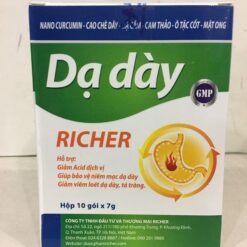 NANO CURCUMIN - CAO CHÈ DÂY - DẠ CẨM - CAM THẢO - Ô TẶC CỐT - MẬT ONG
Dạ dày
GMP
RICHER
Hỗ trợ:
Giảm Acid dịch vị
Giúp bảo vệ niêm mạc dạ dày
Giảm viêm loét dạ dày, tá tràng.
Hộp 10 gói x 7g
CÔNG TY TNHH ĐẦU TƯ VÀ THƯƠNG MẠI RICHER